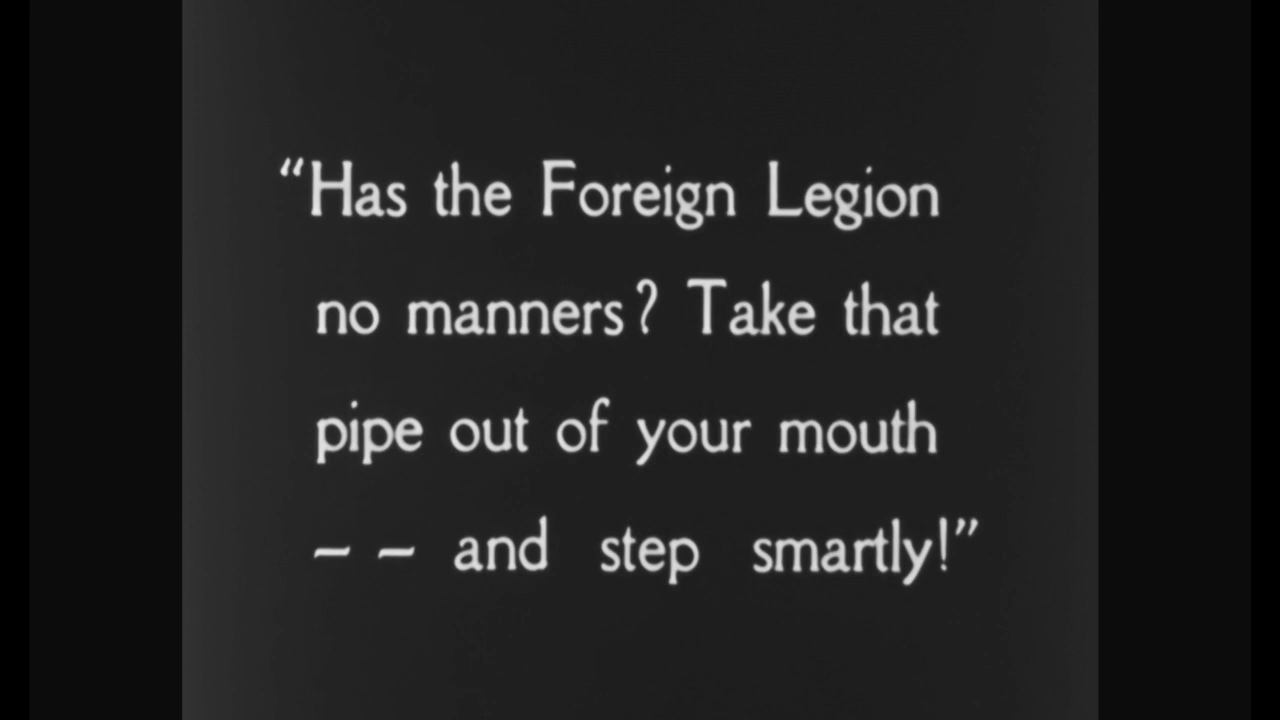 “Has the Foreign Legion
no manners? Take that
pipe out of your mouth
–– and step smartly!”